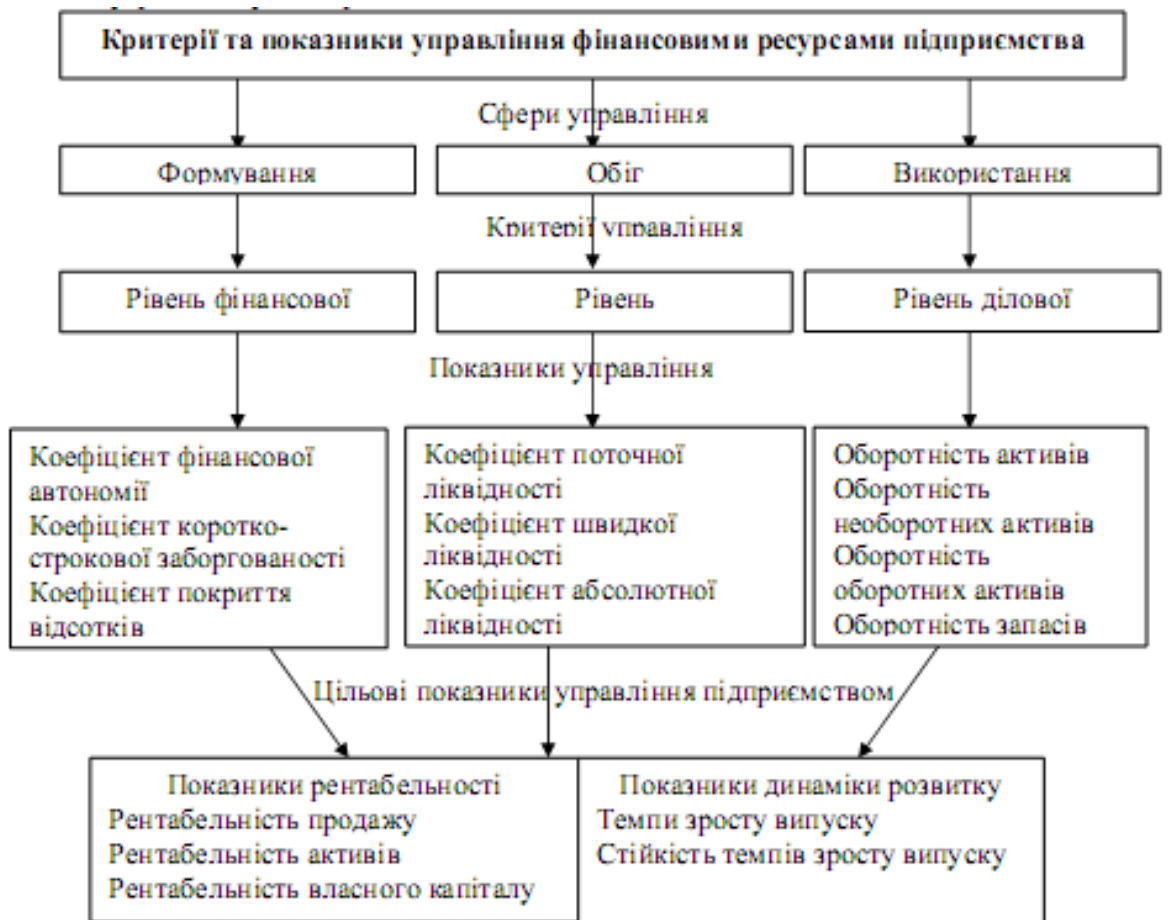 Критерії та показники управління фінансовими ресурсами підприємства
Сфери управління
Формування
Обіг
Використання
Критерії управління
Рівень фінансової
Рівень
Рівень ділової
Показники управління
Коефіцієнт фінансової
автономії
Коефіцієнт коротко-
строкової заборгованості
Коефіцієнт покриття
відсотків
Коефіцієнт поточної
ліквідності
Коефіцієнт швидкої
ліквідності
Коефіцієнт абсолютної
ліквідності
Оборотність активів
Оборотність
необоротних активів
Оборотність
оборотних активів
Оборотність запасів
Цільові показники управління підприємством
Показники рентабельності
Рентабельність продажу
Рентабельність активів
Рентабельність власного капіталу
Показники динаміки розвитку
Темпи зросту випуску
Стійкість темпів зросту випуску